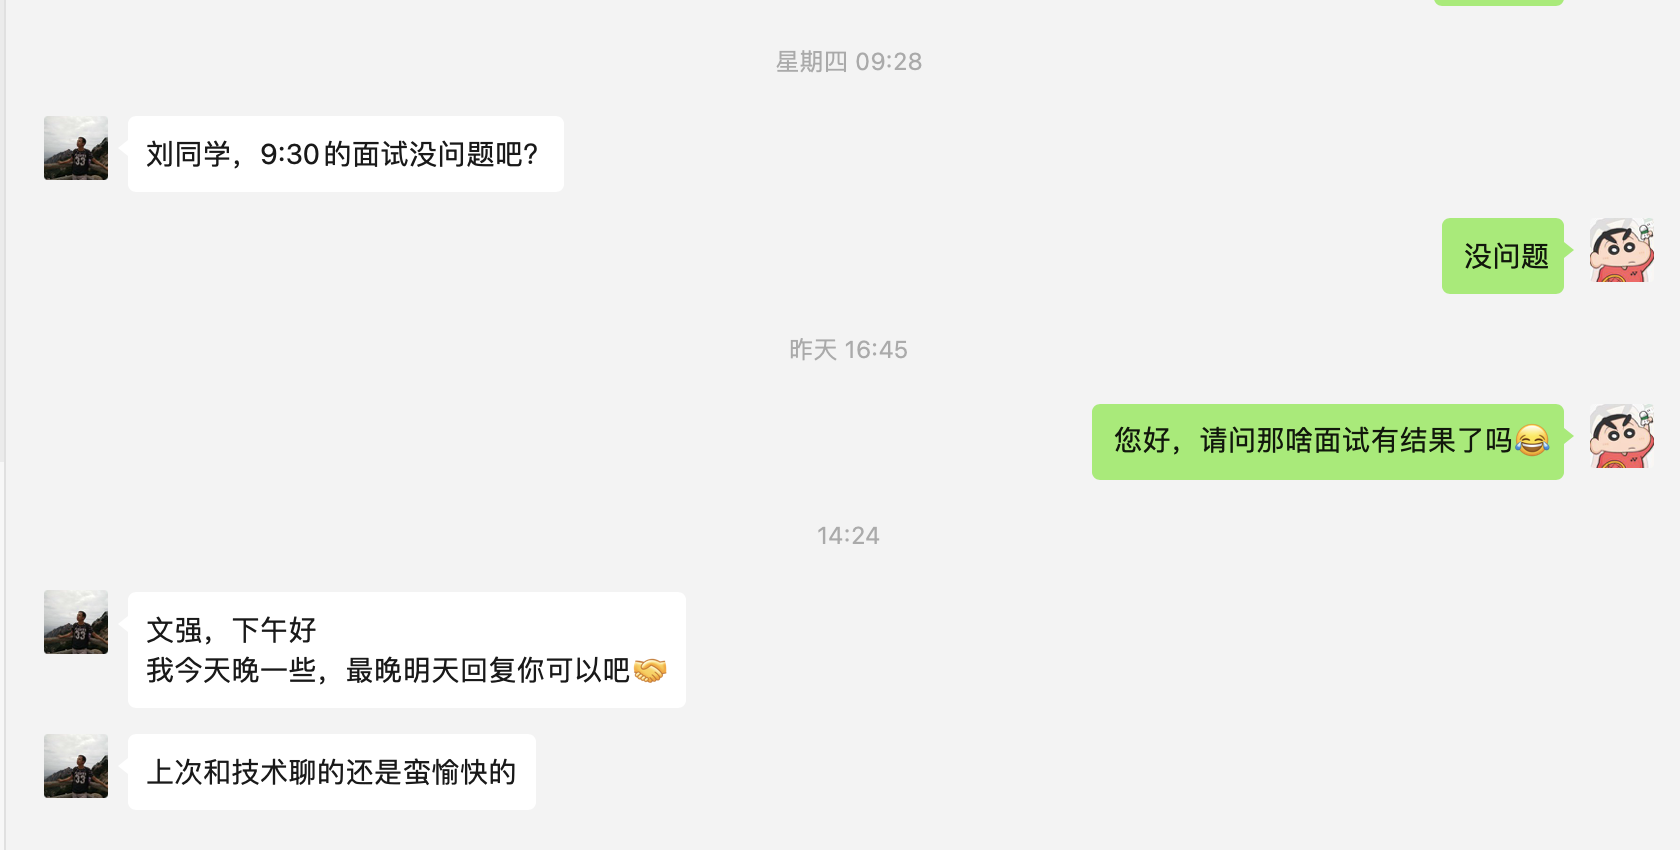 星期四 09:28
刘同学，9:30的面试没问题吧?
没问题
昨天 16:45
您好，请问那啥面试有结果了吗😂
14:24
文强，下午好
我今天晚一些，最晚明天回复你可以吧🤝
上次和技术聊的还是蛮愉快的